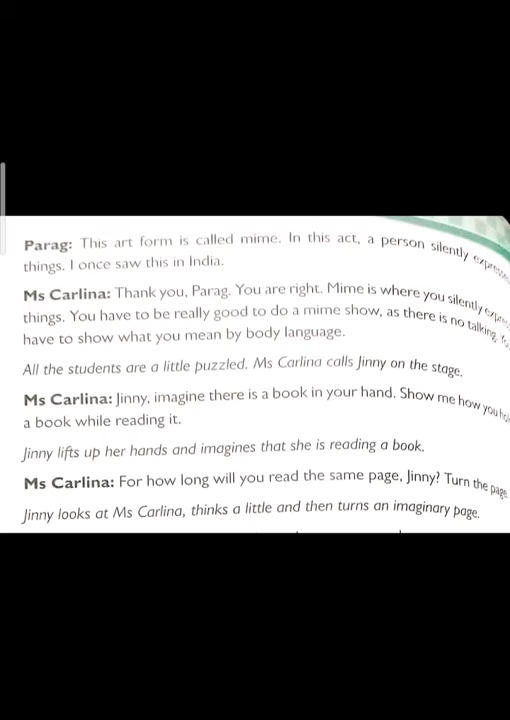 Parag: This art form is called mime. In this act, a person silently expresses
things. I once saw this in India.
Ms Carlina: Thank you, Parag. You are right. Mime is where you silently
things. You have to be really good to do a mime show, as there is no talking.
have to show what you mean by body language.
All the students are a little puzzled. Ms Carlina calls Jinny on the stage.
Ms Carlina: Jinny, imagine there is a book in your hand. Show me how you
a book while reading it.
Jinny lifts up her hands and imagines that she is reading a book.
Ms Carlina: For how long will you read the same page, Jinny? Turn the page.
Jinny looks at Ms Carlina, thinks a little and then turns an imaginary page.